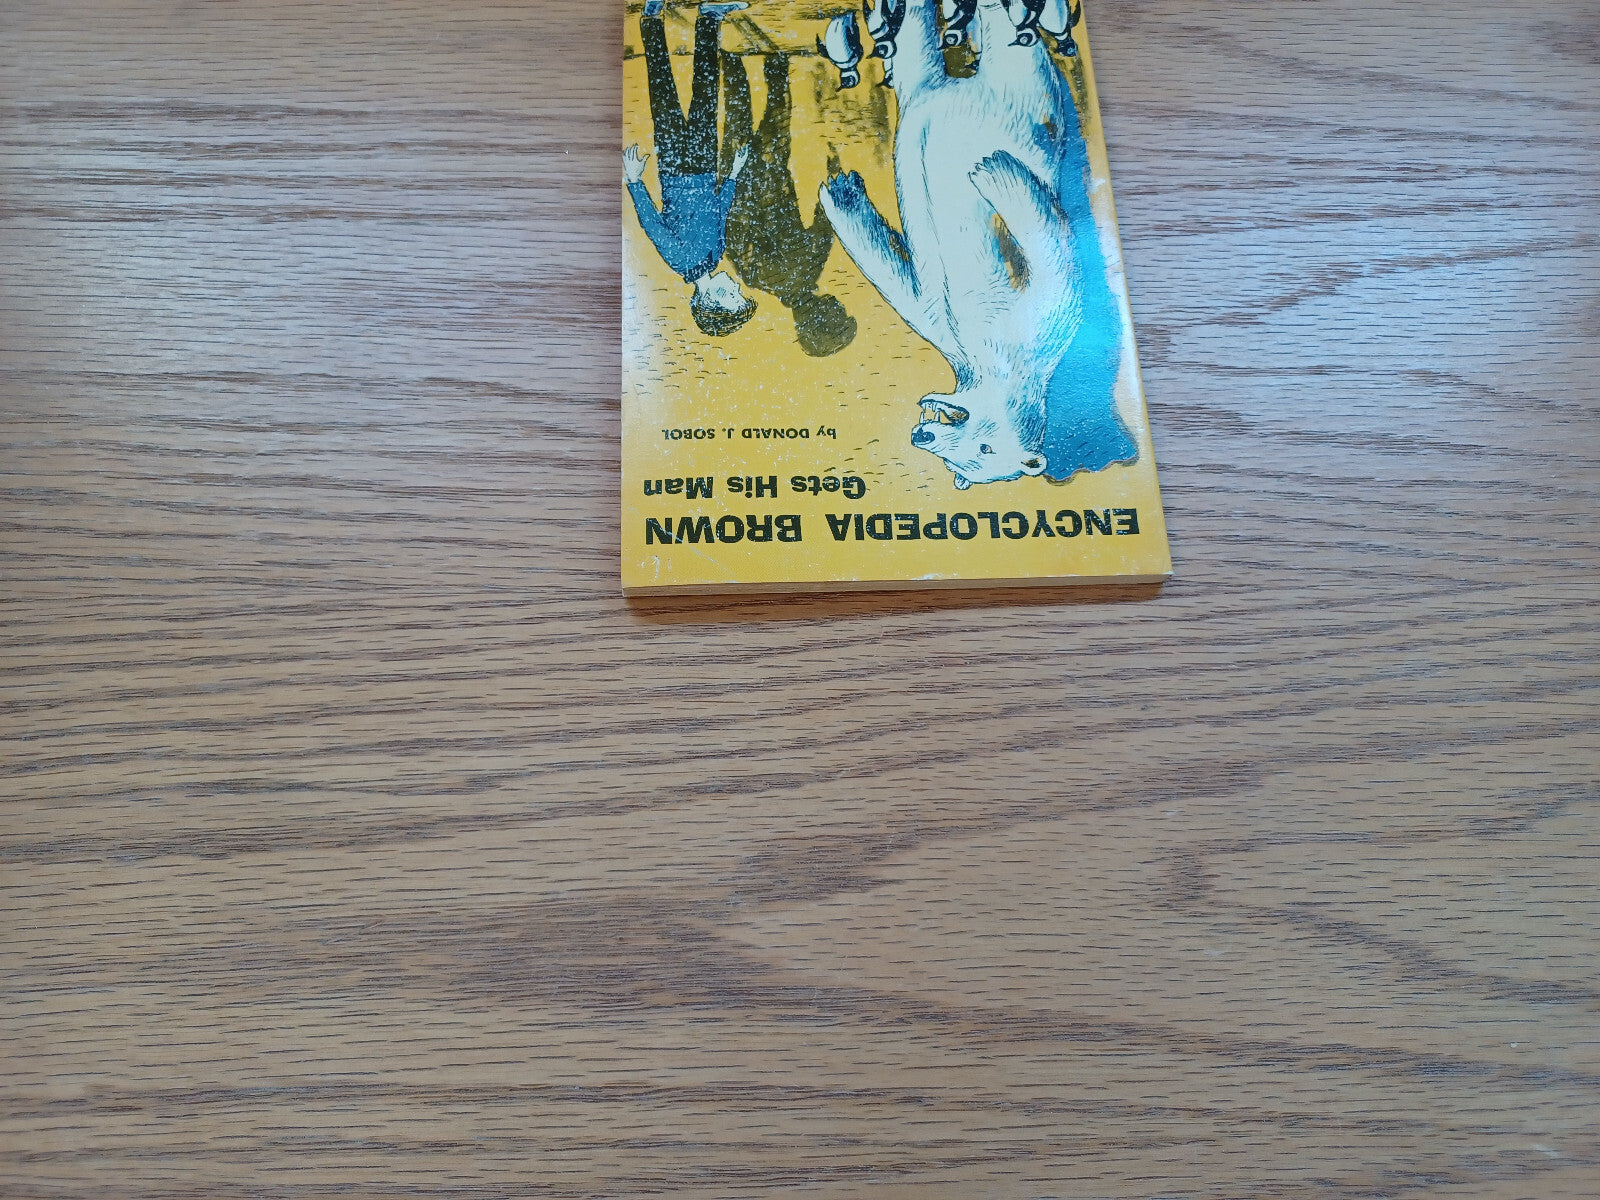 ENCYCLOPEDIA BROWN
Gets His Man
by DONALD J. SOBOL